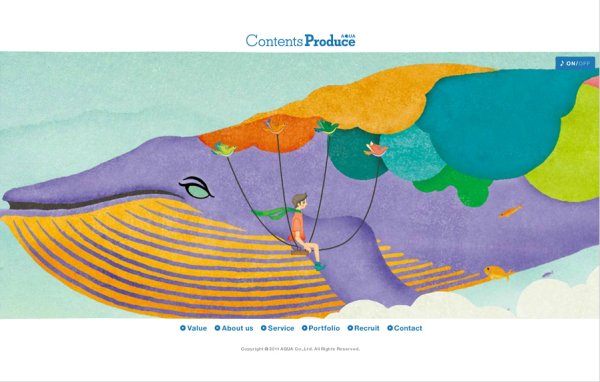 AQUA
Contents Produce
♪ ON/OFF
Value About us Service Portfolio Recruit Contact
Copyright © 2011 AQUA Co.,Ltd. All Rights Reserved.